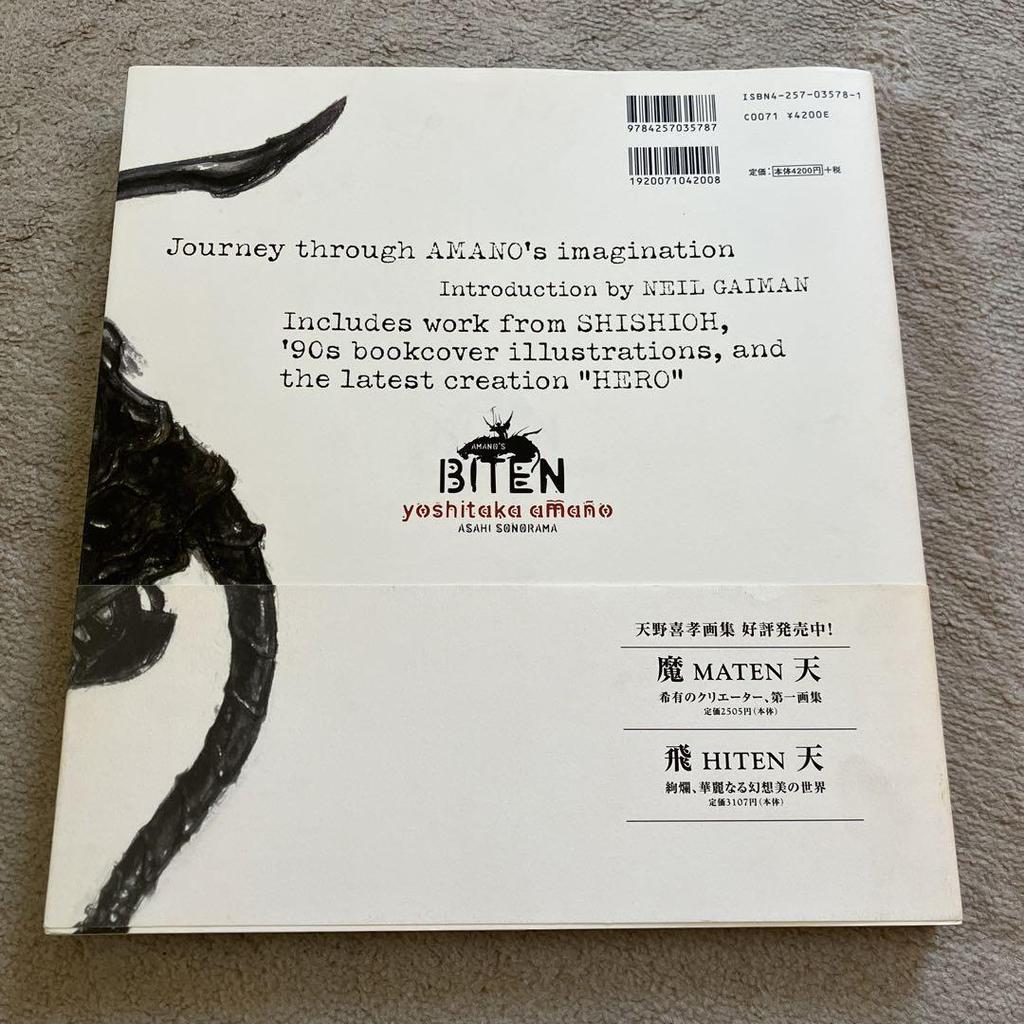 9784257035787
ISBN4-257-03578-1
C0071 ¥4200E
1920071042008
定価:本体4200円+税
Journey through AMANO's imagination
Introduction by NEIL GAIMAN
Includes work from SHISHIOH,
'90s bookcover illustrations, and
the latest creation "HERO"
AMANO'S
BITEN
yoshitaka amano
ASAHI SONORAMA
天野喜孝画集 好評発売中!
魔 MATEN 天
希有のクリエーター、第一画集
定価2505円(本体)
飛 HITEN 天
絢爛、華麗なる幻想美の世界
定価3107円(本体)